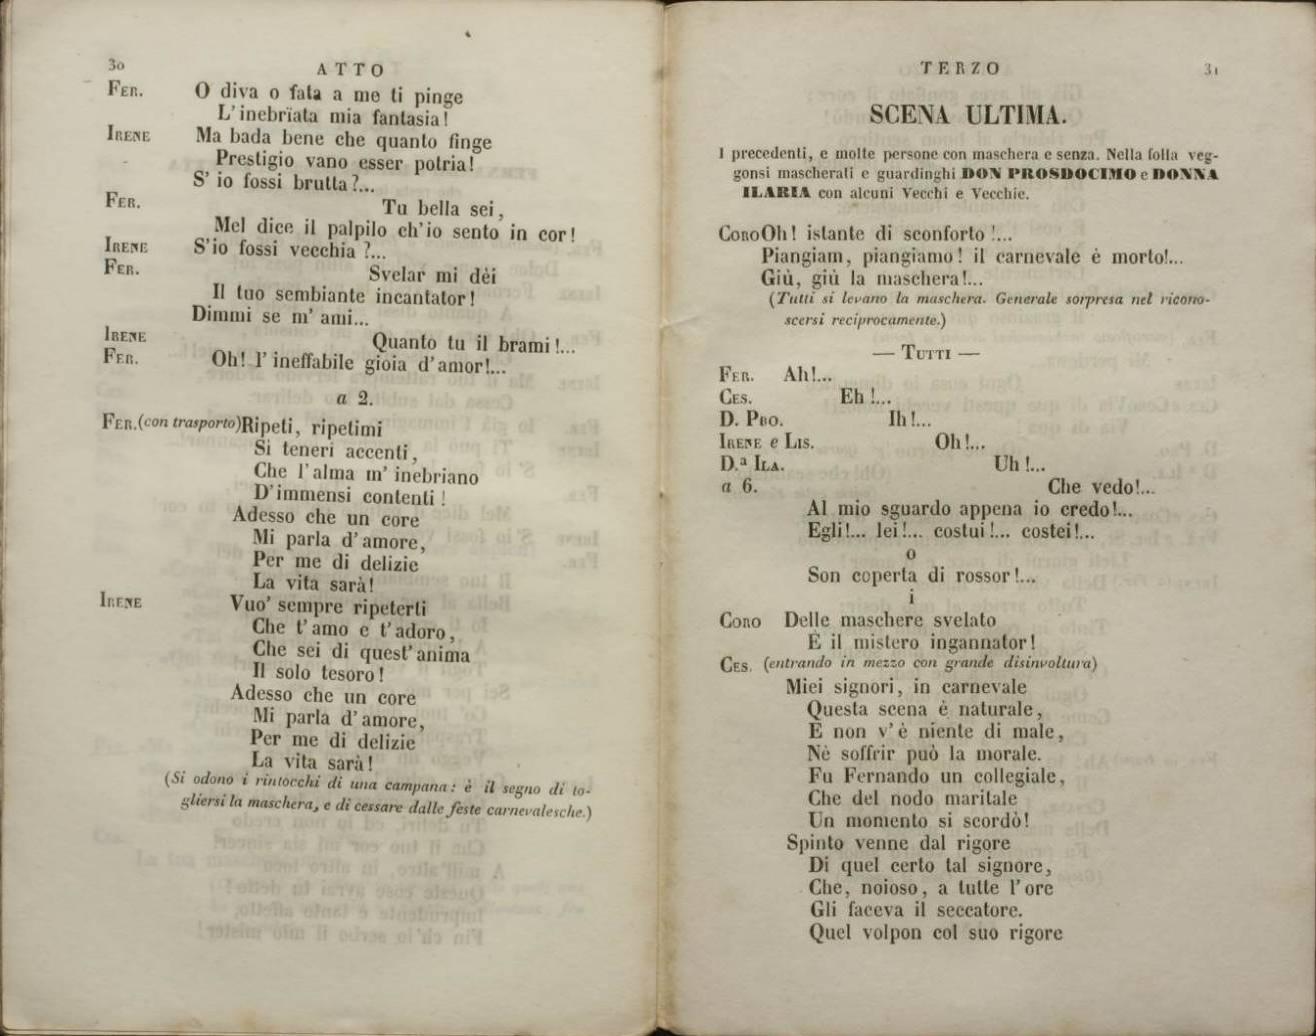 30
ATTO
FER. O diva o fata a me ti pinge
L'inebrïata mia fantasia!
IRENE Ma bada bene che quanto finge
Prestigio vano esser potria!
S' io fossi brutta?...
FER. Tu bella sei,
Mel dice il palpilo ch'io sento in cor!
IRENE S'io fossi vecchia ?...
FER. Svelar mi dèi
Il tuo sembiante incantator!
Dimmi se m' ami...
IRENE Quanto tu il brami!...
FER. Oh! l'ineffabile gioia d'amor!...
a 2.
FER.(con trasporto)Ripeti, ripetimi
Si teneri accenti,
Che l'alma m' inebriano
D'immensi contenti!
Adesso che un core
Mi parla d'amore,
Per me di delizie
La vita sarà!
IRENE Vuo' sempre ripeterti
Che t'amo e t'adoro,
Che sei di quest'anima
Il solo tesoro!
Adesso che un core
Mi parla d'amore,
Per me di delizie
La vita sarà!
(Si odono i rintocchi di una campana: è il segno di to-
gliersi la maschera, e di cessare dalle feste carnevalesche.)
TERZO
31
SCENA ULTIMA.
I precedenti, e molte persone con maschera e senza. Nella folla veg-
gonsi mascherati e guardinghi DON PROSDOCIMO e DONNA
ILARIA con alcuni Vecchi e Vecchie.
CORO Oh! istante di sconforto!...
Piangiam, piangiamo! il carnevale è morto!...
Giù, giù la maschera!...
(Tutti si levano la maschera. Generale sorpresa nel ricono-
scersi reciprocamente.)
— TUTTI —
FER. Ah!...
CES. Eh!...
D. PRO. Ih!...
IRENE e LIS. Oh!...
D.ª ILA. Uh!...
a 6. Che vedo!...
Al mio sguardo appena io credo!...
Egli!... lei!... costui!... costei!...
o
Son coperta di rossor!...
i
CORO Delle maschere svelato
È il mistero ingannator!
CES. (entrando in mezzo con grande disinvoltura)
Miei signori, in carnevale
Questa scena è naturale,
E non v'è niente di male,
Nè soffrir può la morale.
Fu Fernando un collegiale,
Che del nodo maritale
Un momento si scordò!
Spinto venne dal rigore
Di quel certo tal signore,
Che, noioso, a tutte l'ore
Gli faceva il seccatore.
Quel volpon col suo rigore